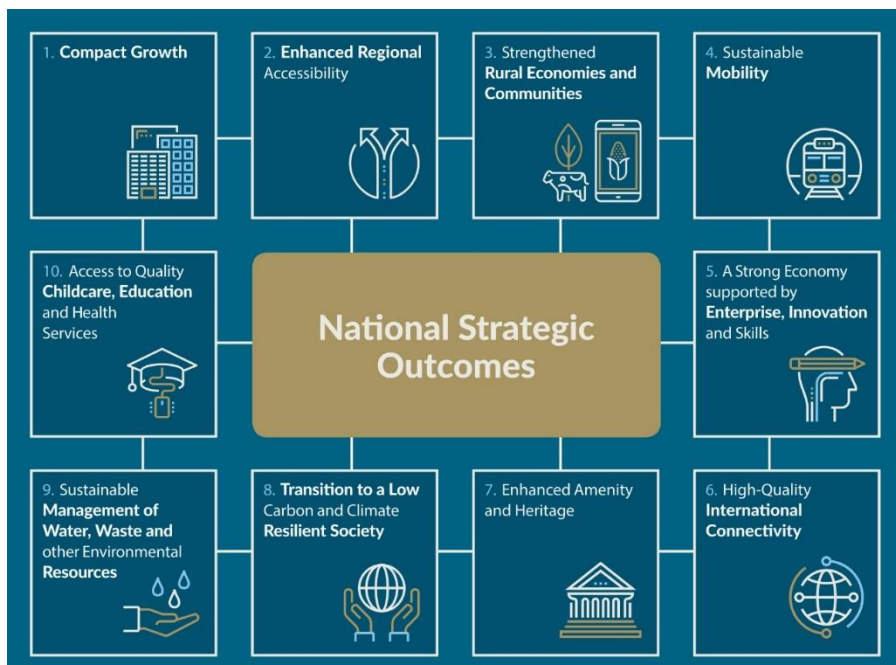 1. Compact Growth
2. Enhanced Regional
Accessibility
3. Strengthened
Rural Economies and
Communities
4. Sustainable
Mobility
10. Access to Quality
Childcare, Education
and Health
Services
National Strategic
Outcomes
5. A Strong Economy
supported by
Enterprise, Innovation
and Skills
9. Sustainable
Management of
Water, Waste and
other Environmental
Resources
8. Transition to a Low
Carbon and Climate
Resilient Society
7. Enhanced Amenity
and Heritage
6. High-Quality
International
Connectivity